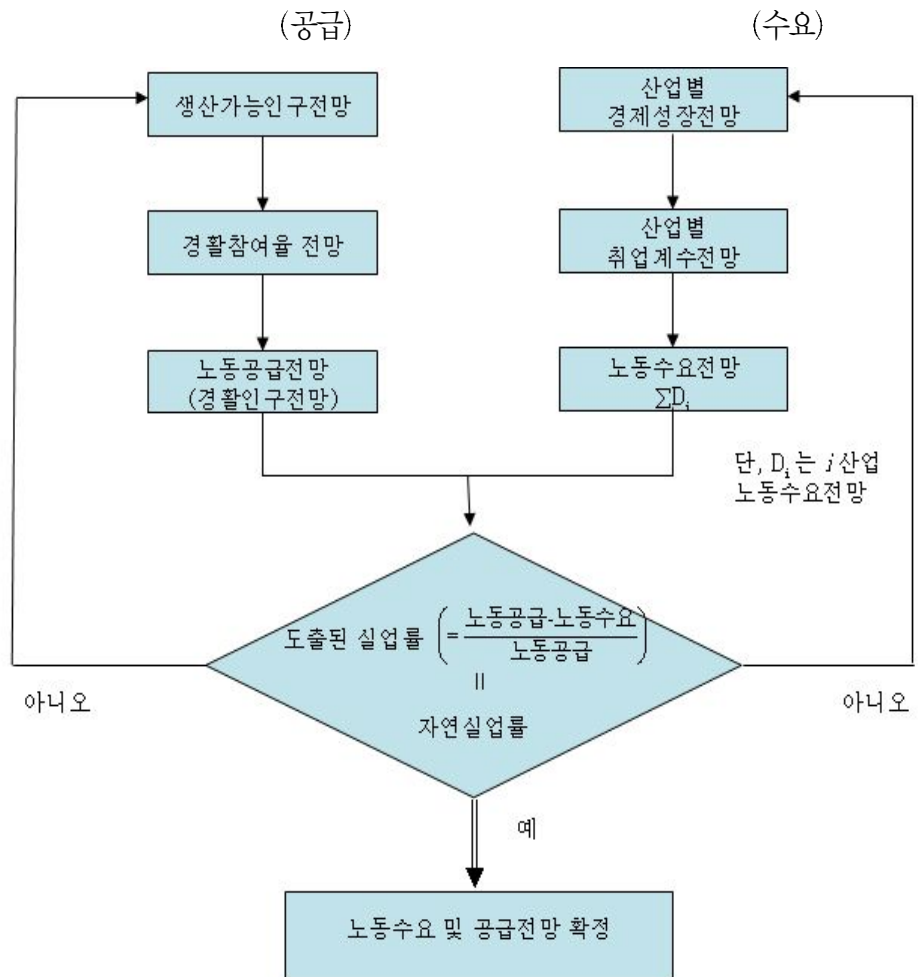 (공급)
(수요)
생산가능인구전망
산업별
경제성장전망
경활참여율 전망
산업별
취업계수전망
노동공급전망
(경활인구전망)
노동수요전망
ΣDᵢ
단, Dᵢ는 i산업
노동수요전망
도출된 실업률 (= 노동공급-노동수요 / 노동공급)
=
자연실업률
아니오
아니오
예
노동수요 및 공급전망 확정